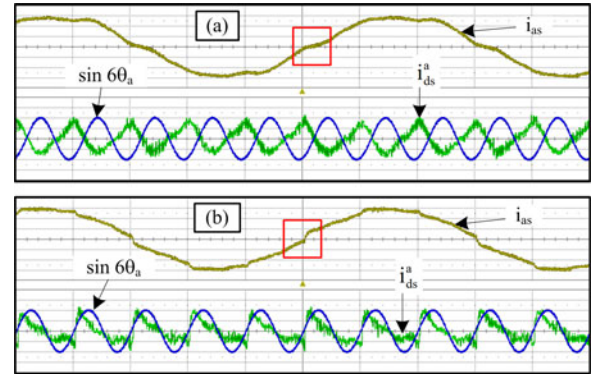 (a)
i_as
sin 6θ_a
i^a_ds
(b)
i_as
sin 6θ_a
i^a_ds